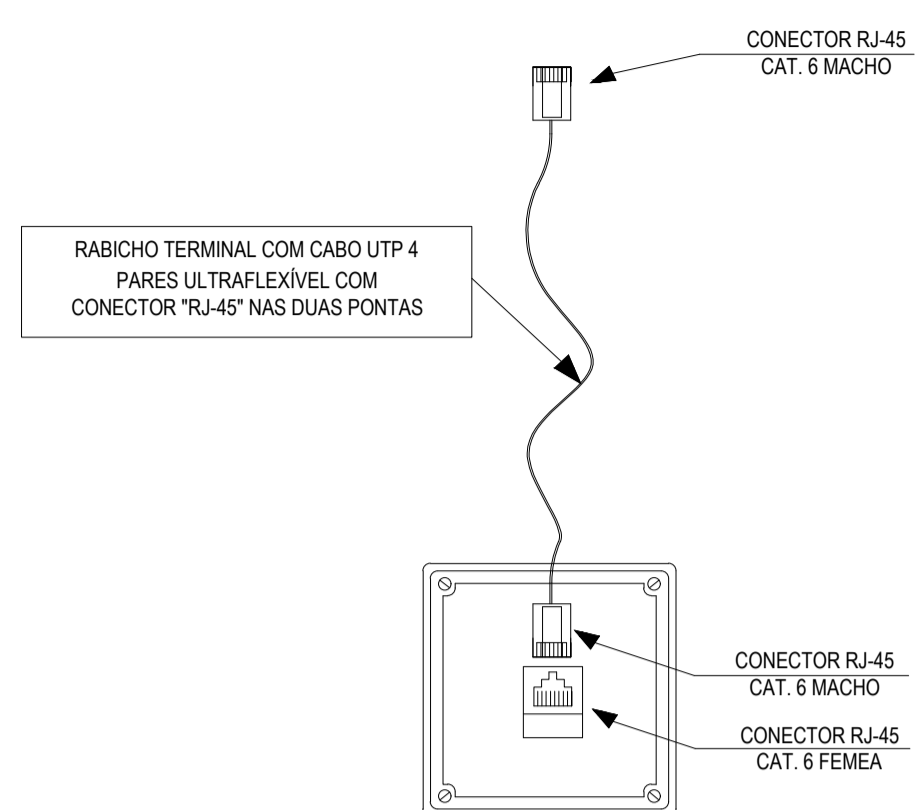 CONECTOR RJ-45
CAT. 6 MACHO
RABICHO TERMINAL COM CABO UTP 4
PARES ULTRAFLEXÍVEL COM
CONECTOR "RJ-45" NAS DUAS PONTAS
CONECTOR RJ-45
CAT. 6 MACHO
CONECTOR RJ-45
CAT. 6 FEMEA